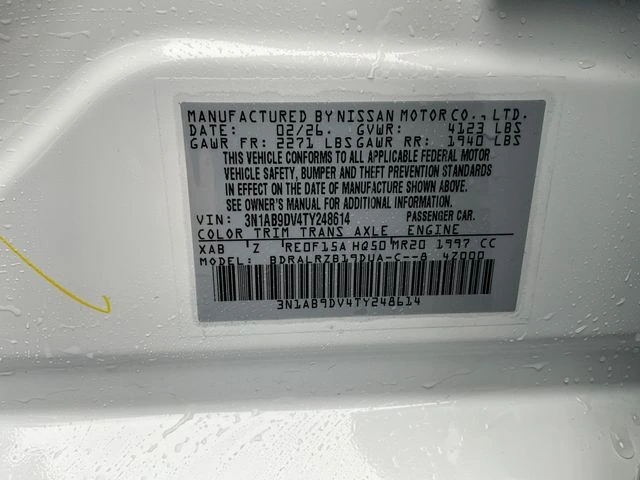 MANUFACTURED BY NISSAN MOTOR CO., LTD.
DATE: 02/26. GVWR: 4123 LBS
GAWR FR: 2271 LBS GAWR RR: 1940 LBS
THIS VEHICLE CONFORMS TO ALL APPLICABLE FEDERAL MOTOR
VEHICLE SAFETY, BUMPER AND THEFT PREVENTION STANDARDS
IN EFFECT ON THE DATE OF MANUFACTURE SHOWN ABOVE.
SEE OWNER'S MANUAL FOR ADDITIONAL INFORMATION.
VIN: 3N1AB9DV4TY248614 PASSENGER CAR.
COLOR TRIM TRANS AXLE ENGINE
XAB Z RE0F15A HQ50 MR20 1997 CC
MODEL: BDRALRZB19DUA-C--8 4Z000
3N1AB9DV4TY248614